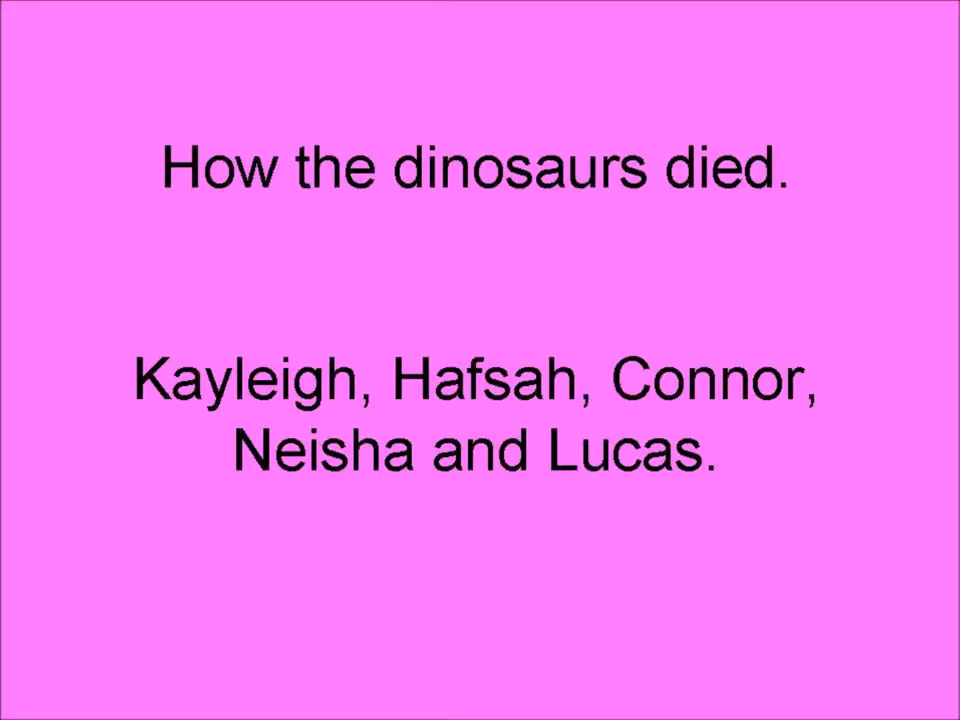 How the dinosaurs died.
Kayleigh, Hafsah, Connor,
Neisha and Lucas.